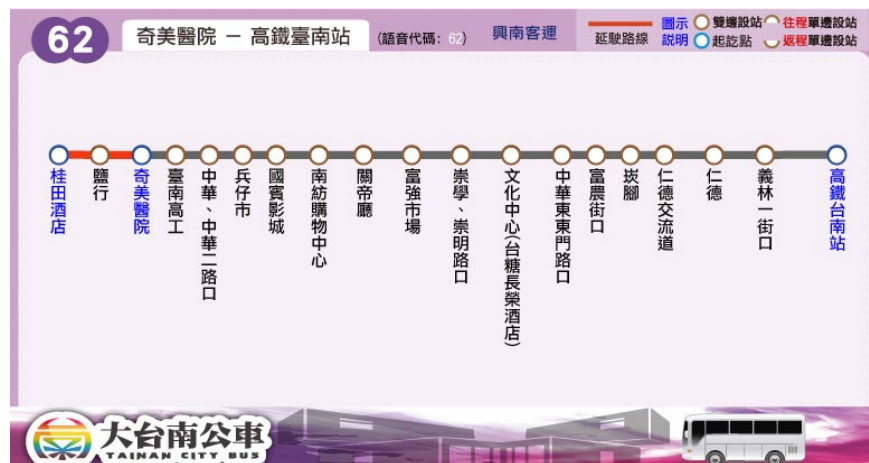 62
奇美醫院 － 高鐵臺南站
(語音代碼: 62)
興南客運
延駛路線
圖示
説明
雙邊設站
起訖點
往程單邊設站
返程單邊設站
桂田酒店
鹽行
奇美醫院
臺南高工
中華、中華二路口
兵仔市
國賓影城
南紡購物中心
關帝廳
富強市場
崇學、崇明路口
文化中心(台糖長榮酒店)
中華東東門路口
富農街口
崁腳
仁德交流道
仁德
義林一街口
高鐵台南站
大台南公車
TAINAN CITY BUS